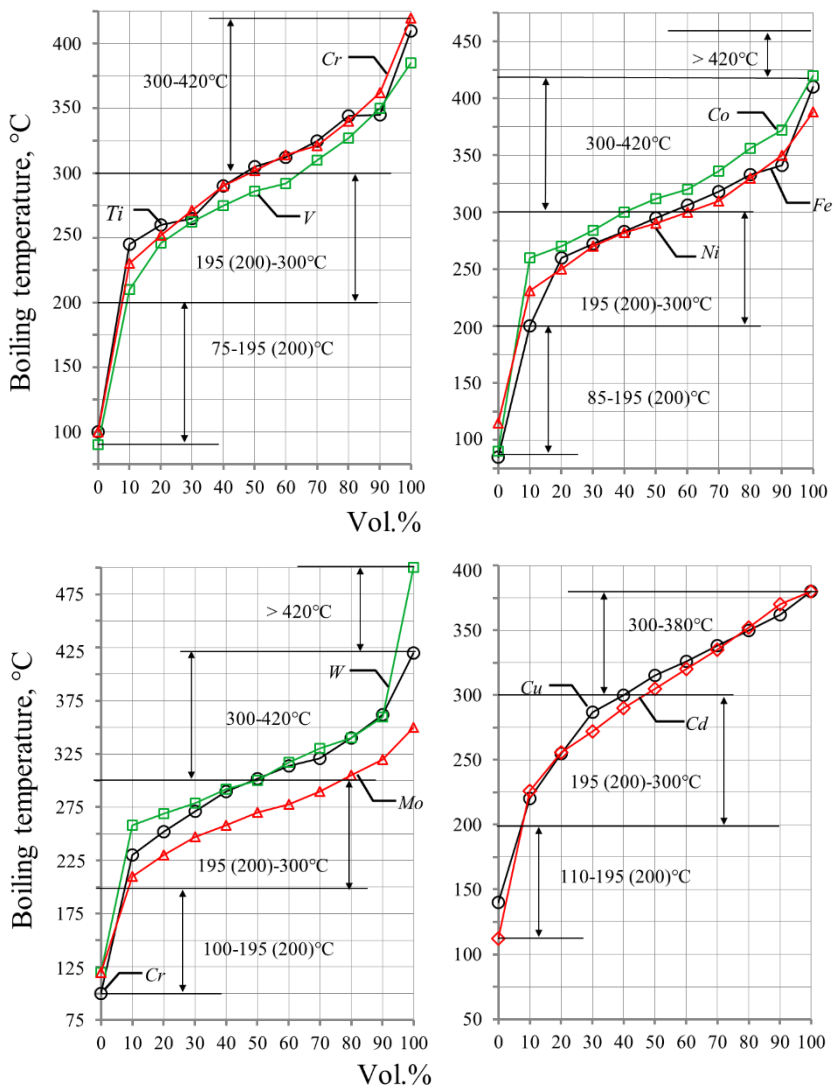 Boiling temperature, °C
400
350
300
250
200
150
100
300-420°C
Cr
Ti
V
195 (200)-300°C
75-195 (200)°C
0 10 20 30 40 50 60 70 80 90 100
Vol.%
450
400
350
300
250
200
150
100
> 420°C
Co
300-420°C
Fe
Ni
195 (200)-300°C
85-195 (200)°C
0 10 20 30 40 50 60 70 80 90 100
Boiling temperature, °C
475
425
375
325
275
225
175
125
75
> 420°C
W
300-420°C
Mo
195 (200)-300°C
100-195 (200)°C
Cr
0 10 20 30 40 50 60 70 80 90 100
Vol.%
400
350
300
250
200
150
100
50
300-380°C
Cu
Cd
195 (200)-300°C
110-195 (200)°C
0 10 20 30 40 50 60 70 80 90 100